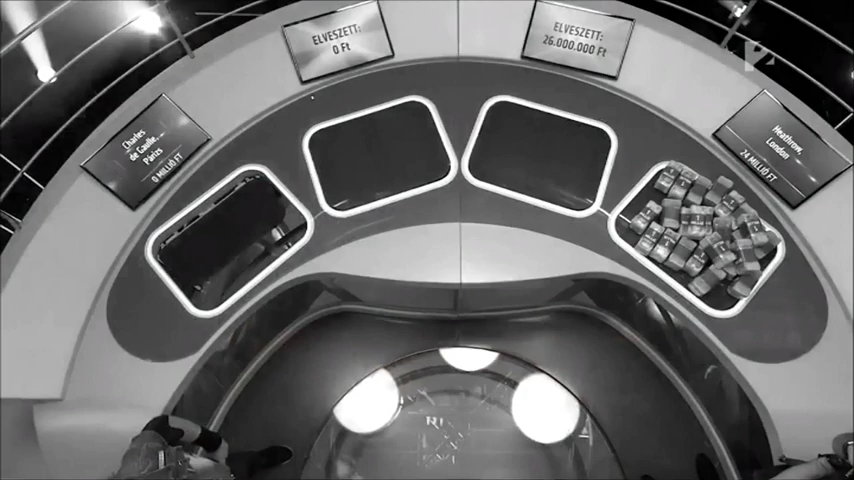 ELVESZETT:
0 Ft
ELVESZETT:
26.000.000 Ft
Charles
de Gaulle,
Párizs
0 MILLIÓ FT
Heathrow,
London
24 MILLIÓ FT
2